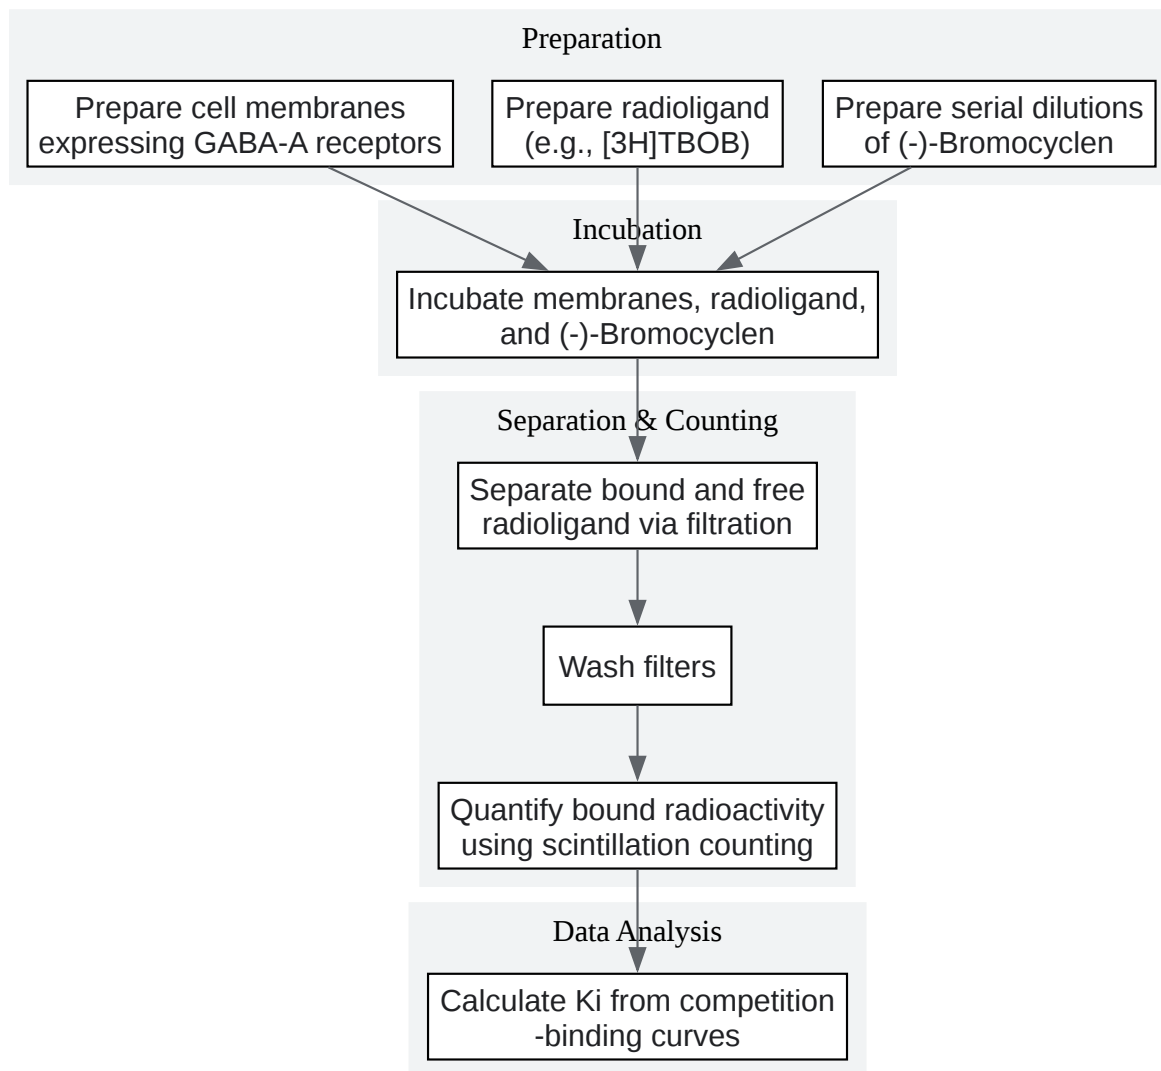 Preparation
Prepare cell membranes
expressing GABA-A receptors
Prepare radioligand
(e.g., [3H]TBOB)
Prepare serial dilutions
of (-)-Bromocyclen
Incubation
Incubate membranes, radioligand,
and (-)-Bromocyclen
Separation & Counting
Separate bound and free
radioligand via filtration
Wash filters
Quantify bound radioactivity
using scintillation counting
Data Analysis
Calculate Ki from competition
-binding curves